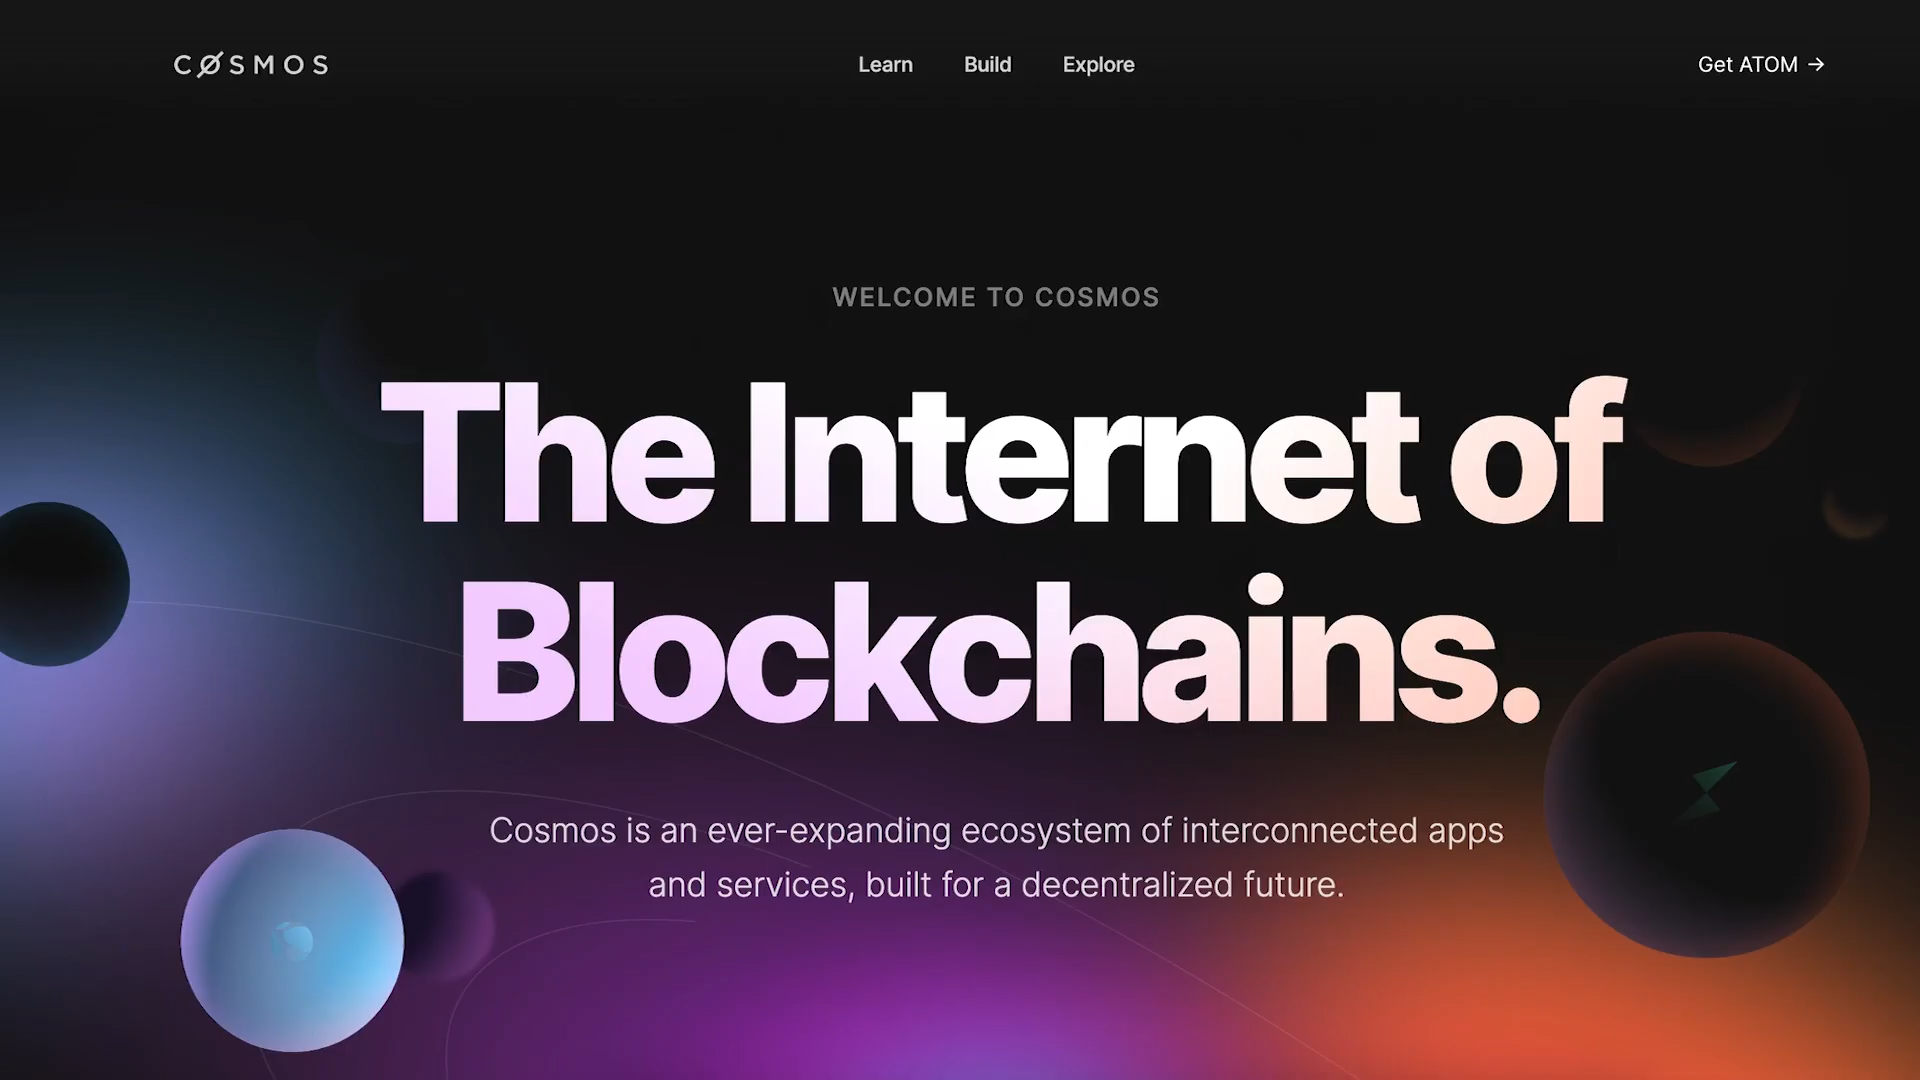 CØSMOS
Learn Build Explore
Get ATOM →
WELCOME TO COSMOS
The Internet of
Blockchains.
Cosmos is an ever-expanding ecosystem of interconnected apps
and services, built for a decentralized future.